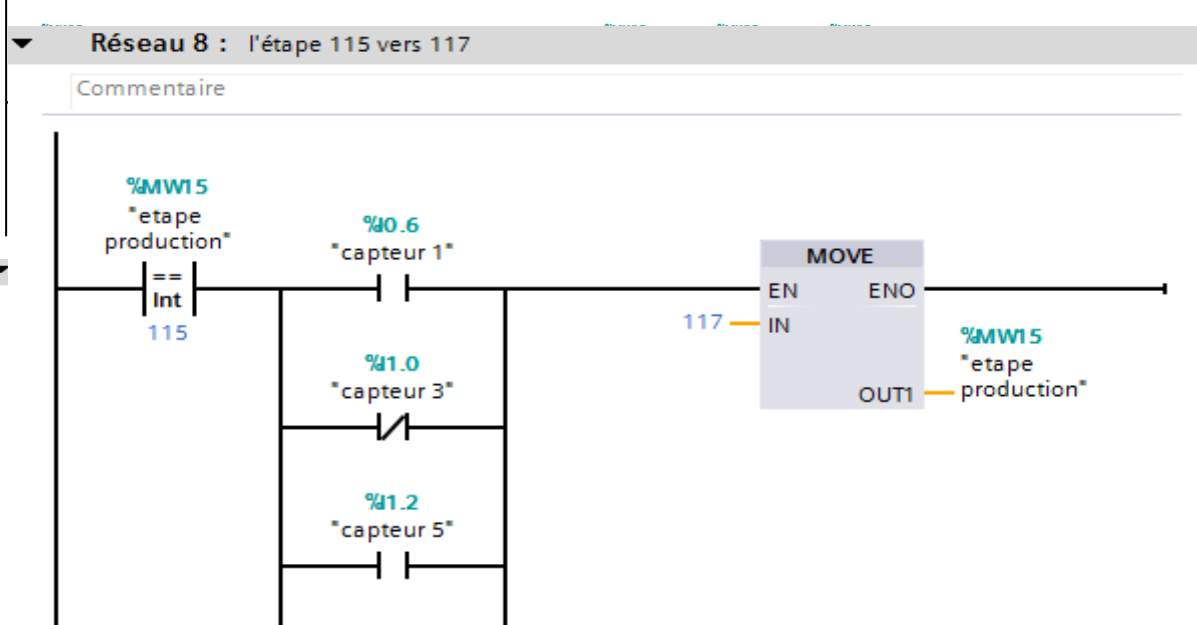 Réseau 8 : l'étape 115 vers 117
Commentaire
%MW15
"etape
production"
==
Int
115
%I0.6
"capteur 1"
%I1.0
"capteur 3"
%I1.2
"capteur 5"
MOVE
EN ENO
117 IN
OUT1
%MW15
"etape
production"